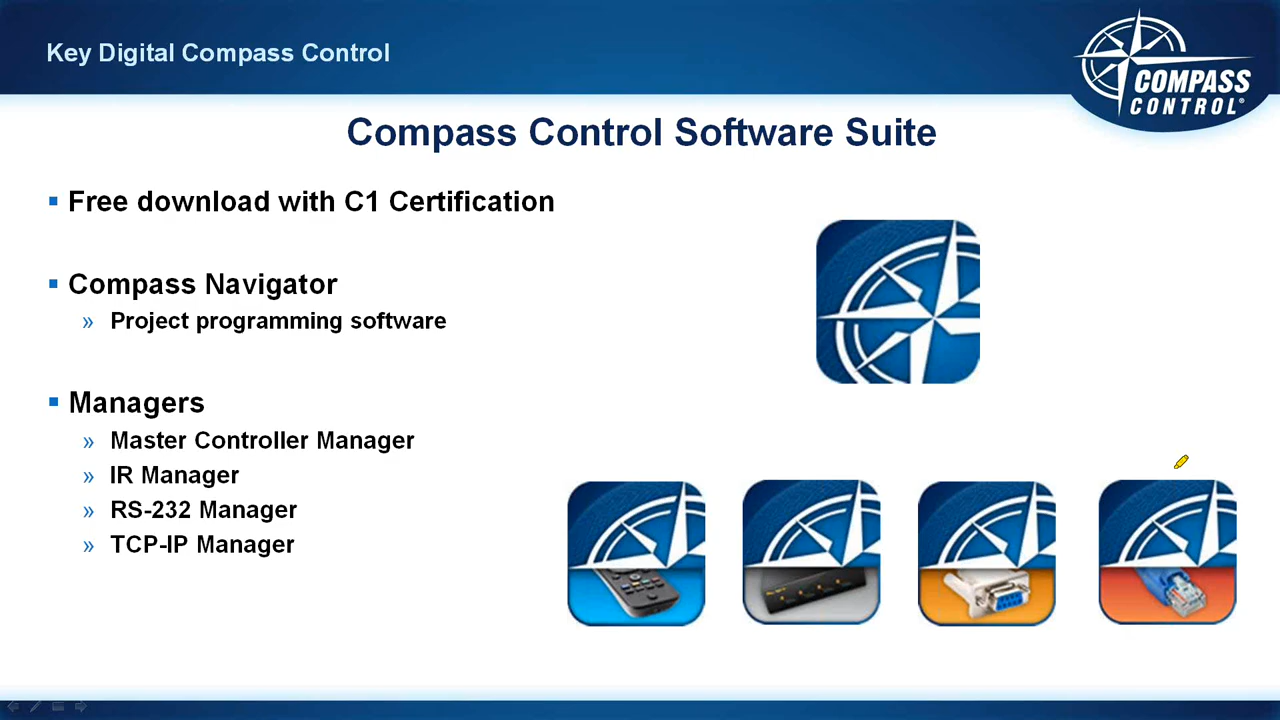 Key Digital Compass Control
COMPASS
CONTROL®
Compass Control Software Suite
▪ Free download with C1 Certification
▪ Compass Navigator
» Project programming software
▪ Managers
» Master Controller Manager
» IR Manager
» RS-232 Manager
» TCP-IP Manager